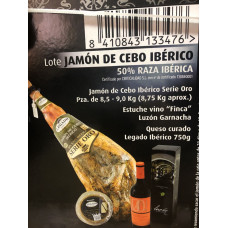 8 410843 133476 >
Lote JAMÓN DE CEBO IBÉRICO
50% RAZA IBÉRICA
Jamón de Cebo Ibérico Serie Oro
Pza. de 8,5 - 9,0 Kg (8,75 Kg aprox.)
Estuche vino "Finca"
Luzón Garnacha
Queso curado
Legado Ibérico 750g
SERIE ORO